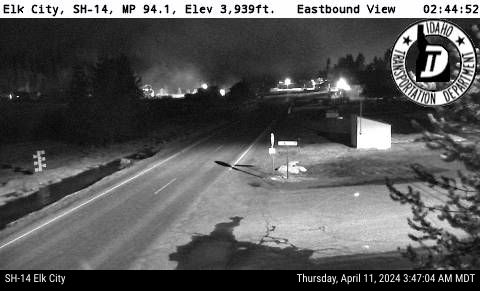 Elk City, SH-14, MP 94.1, Elev 3,939ft. Eastbound View 02:44:52
IDAHO
TRANSPORTATION DEPARTMENT
SH-14 Elk City Thursday, April 11, 2024 3:47:04 AM MDT